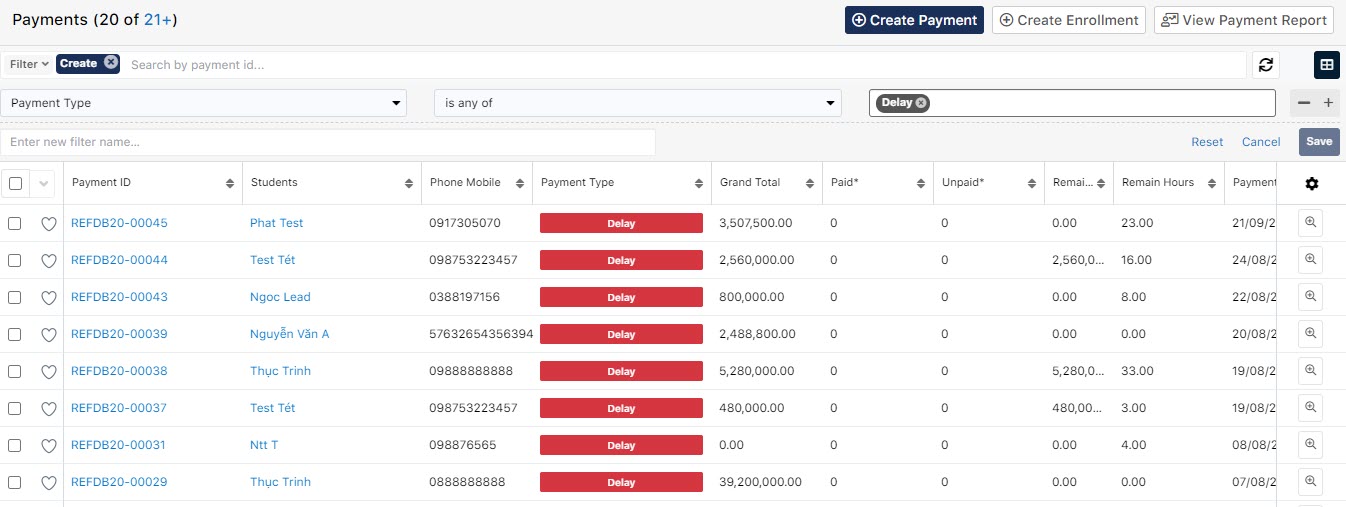 Payments (20 of 21+) Create Payment Create Enrollment View Payment Report
Filter Create Search by payment id...
Payment Type is any of Delay
Enter new filter name... Reset Cancel Save
Payment ID Students Phone Mobile Payment Type Grand Total Paid* Unpaid* Remai... Remain Hours Payment
REFDB20-00045 Phat Test 0917305070 Delay 3,507,500.00 0 0 0.00 23.00 21/09/2
REFDB20-00044 Test Tét 098753223457 Delay 2,560,000.00 0 0 2,560,0... 16.00 24/08/2
REFDB20-00043 Ngoc Lead 0388197156 Delay 800,000.00 0 0 0.00 8.00 22/08/2
REFDB20-00039 Nguyễn Văn A 57632654356394 Delay 2,488,800.00 0 0 0.00 0.00 20/08/2
REFDB20-00038 Thục Trinh 09888888888 Delay 5,280,000.00 0 0 5,280,0... 33.00 19/08/2
REFDB20-00037 Test Tét 098753223457 Delay 480,000.00 0 0 480,00... 3.00 19/08/2
REFDB20-00031 Ntt T 098876565 Delay 0.00 0 0 0.00 4.00 08/08/2
REFDB20-00029 Thục Trinh 0888888888 Delay 39,200,000.00 0 0 0.00 0.00 07/08/2